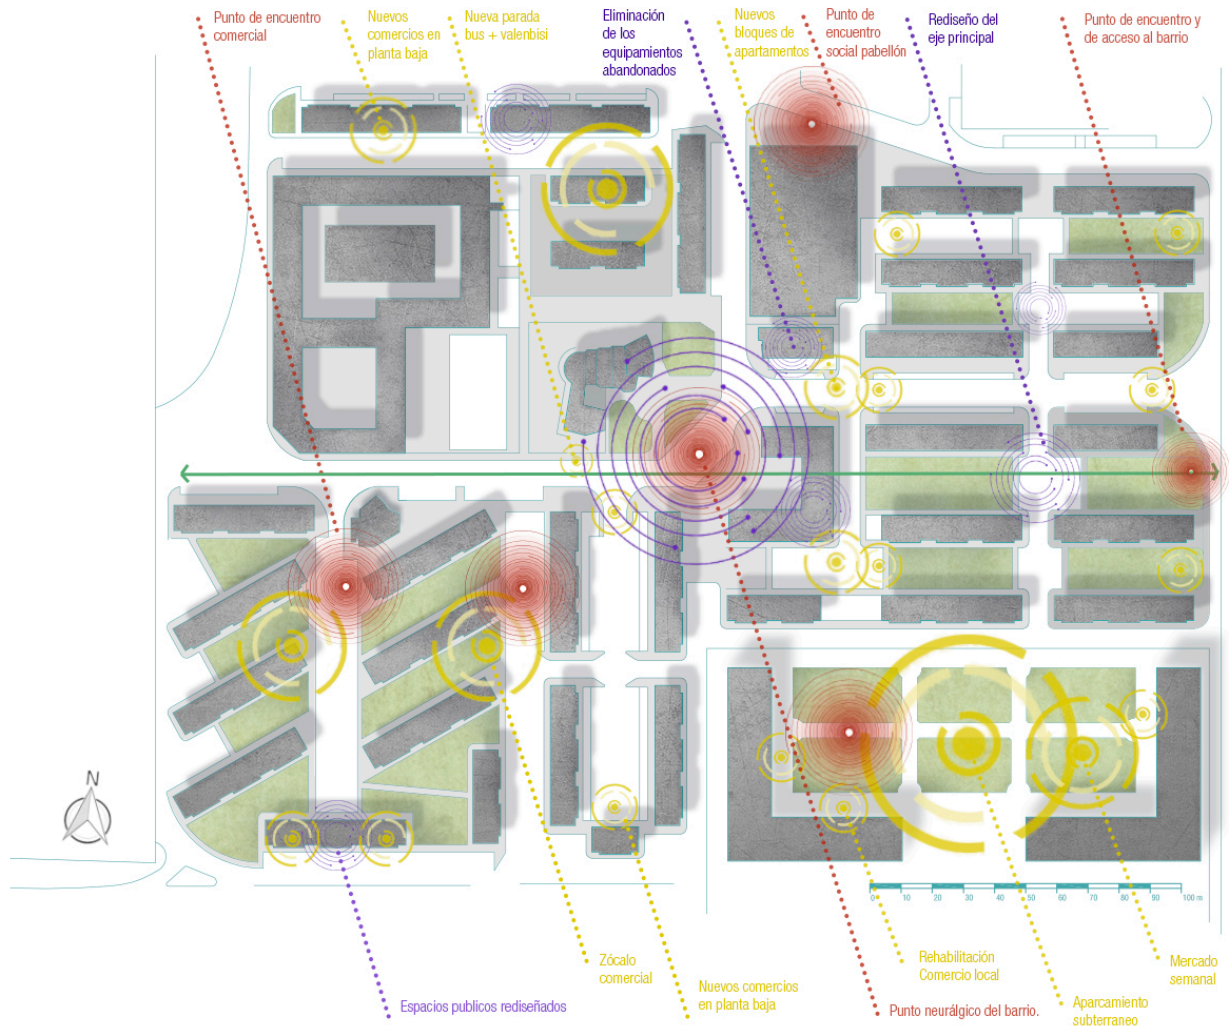 Punto de encuentro
comercial
Nuevos
comercios en
planta baja
Nueva parada
bus + valenbisi
Eliminación
de los
equipamientos
abandonados
Nuevos
bloques de
apartamentos
Punto de
encuentro
social pabellón
Rediseño del
eje principal
Punto de encuentro y
de acceso al barrio
N
0 10 20 30 40 50 60 70 80 90 100 m
Zócalo
comercial
Rehabilitación
Comercio local
Mercado
semanal
Espacios publicos rediseñados
Nuevos comercios
en planta baja
Punto neurálgico del barrio.
Aparcamiento
subterraneo